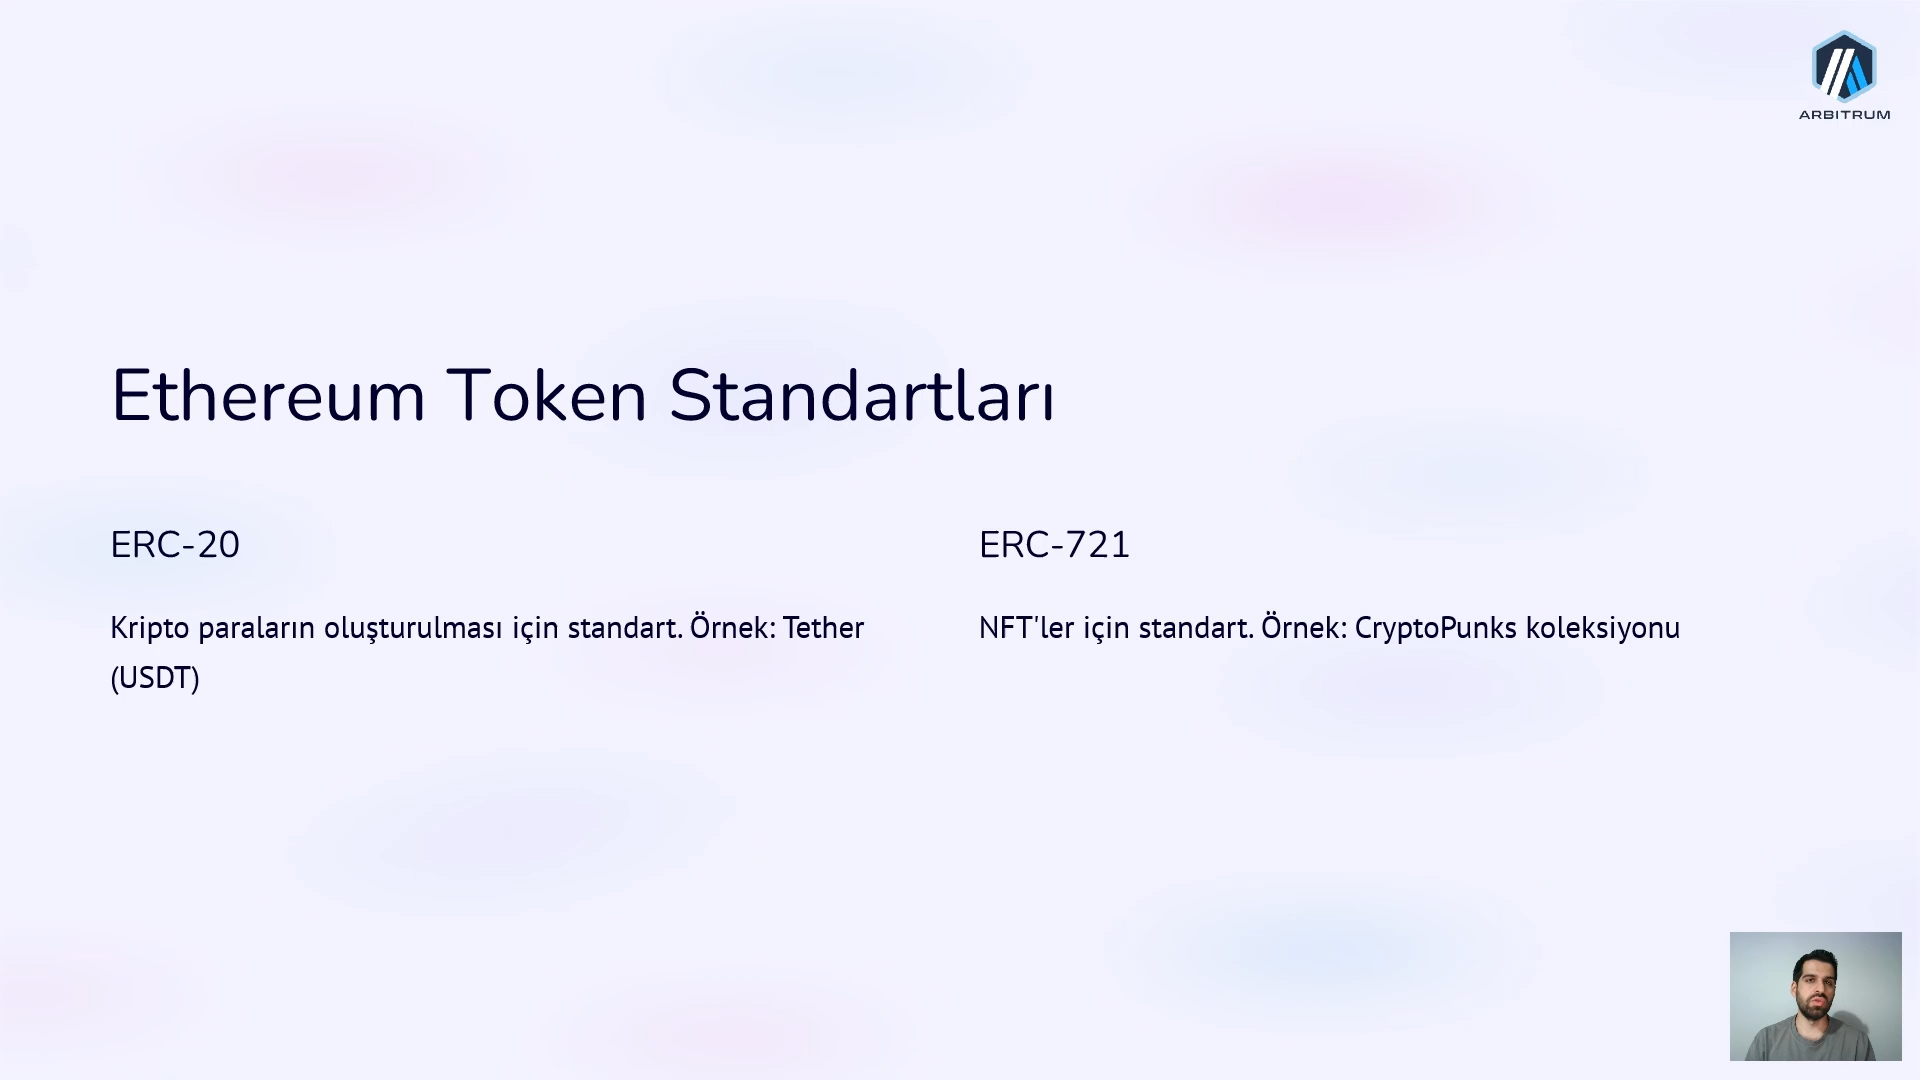 ARBITRUM
Ethereum Token Standartları
ERC-20
Kripto paraların oluşturulması için standart. Örnek: Tether
(USDT)
ERC-721
NFT'ler için standart. Örnek: CryptoPunks koleksiyonu